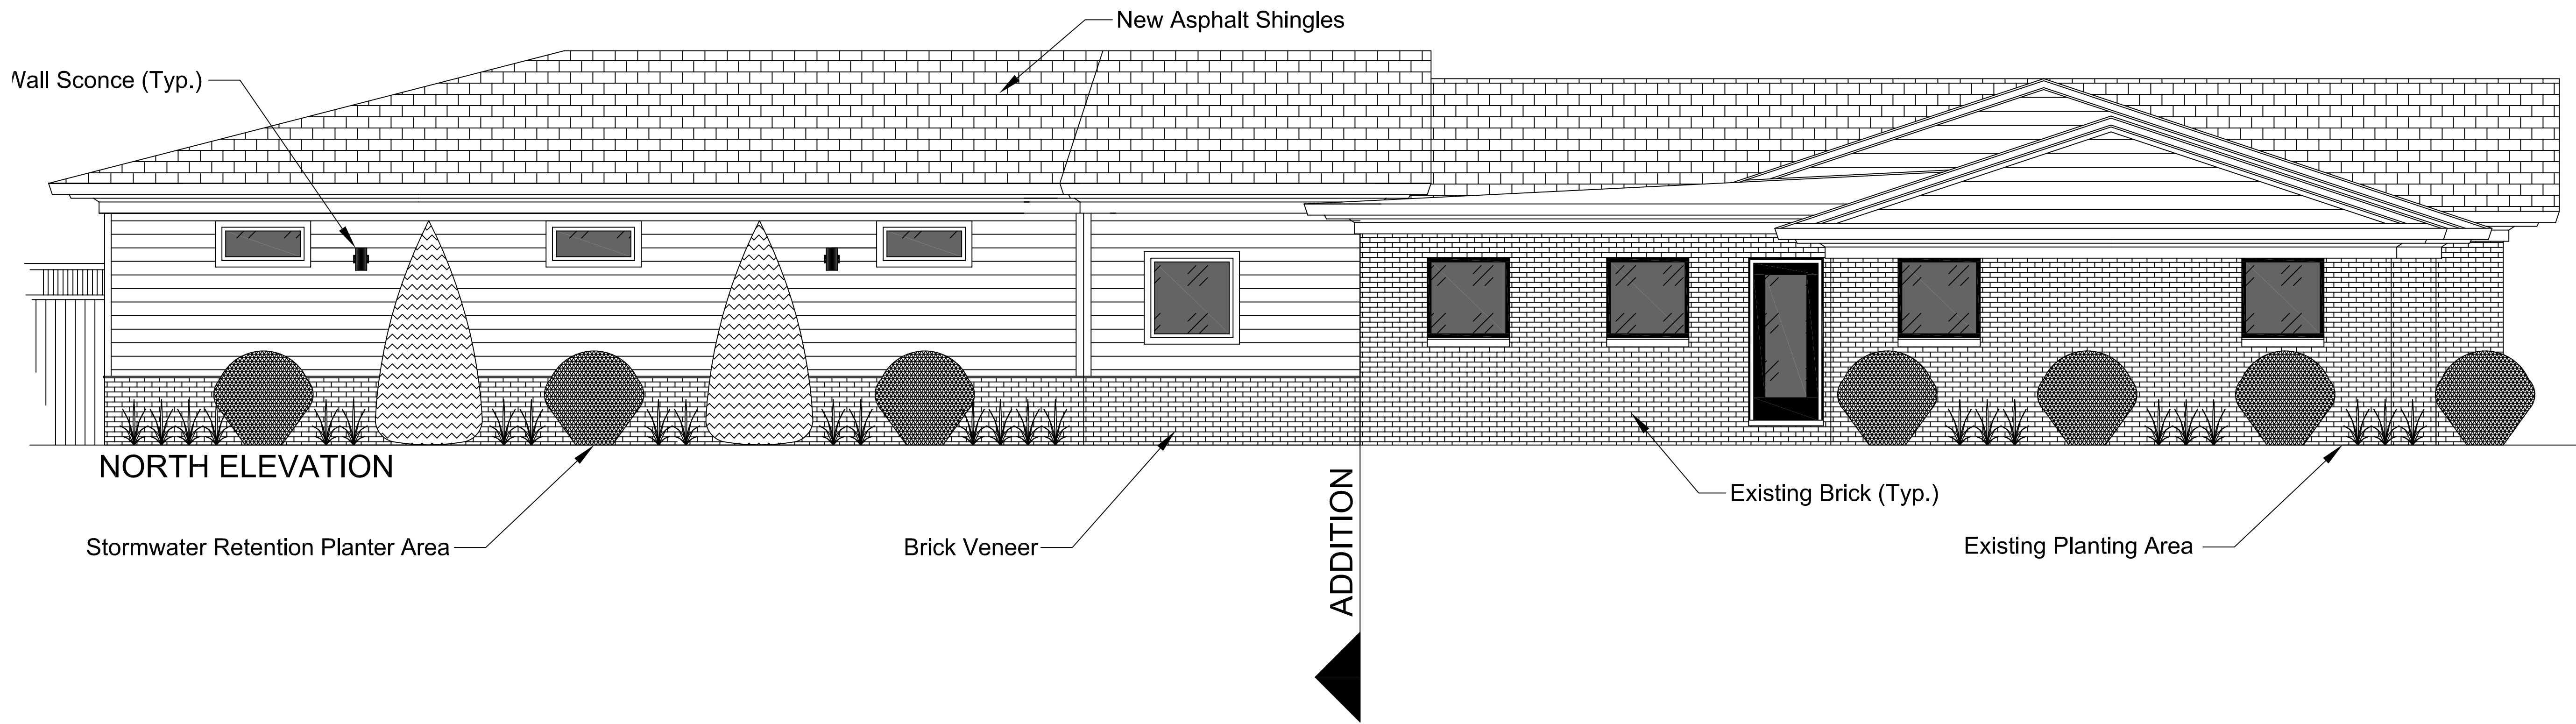 New Asphalt Shingles
Wall Sconce (Typ.)
NORTH ELEVATION
Existing Brick (Typ.)
Stormwater Retention Planter Area
Brick Veneer
ADDITION
Existing Planting Area